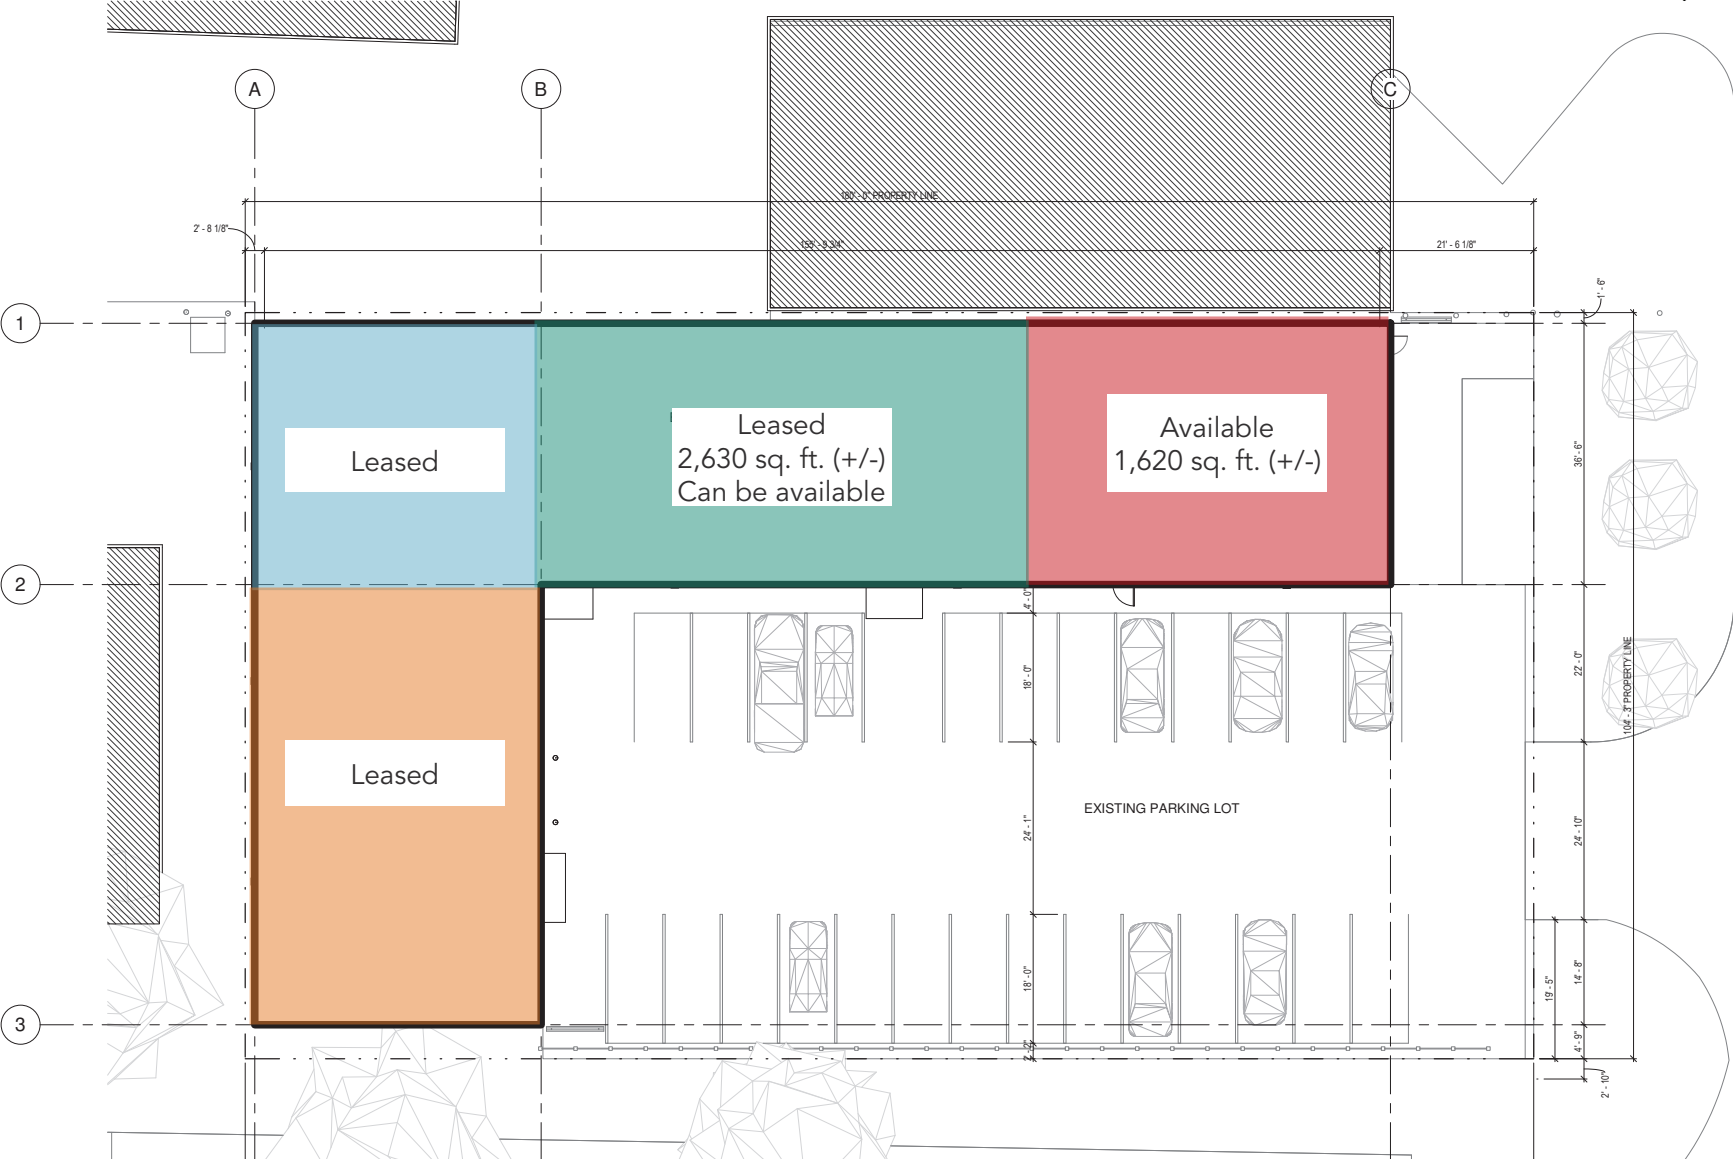 A
B
C
180' - 0" PROPERTY LINE
2' - 8 1/8"
155' - 9 3/4"
21' - 6 1/8"
1' - 6"
1
Leased
Leased
2,630 sq. ft. (+/-)
Can be available
Available
1,620 sq. ft. (+/-)
36' - 6"
2
4' - 0"
18' - 0"
22' - 0"
104' - 3" PROPERTY LINE
Leased
EXISTING PARKING LOT
24' - 1"
24' - 10"
18' - 0"
19' - 5"
14' - 8"
3
4' - 9"
2' - 10"